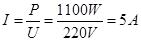 I = P/U = 1100W/220V = 5A